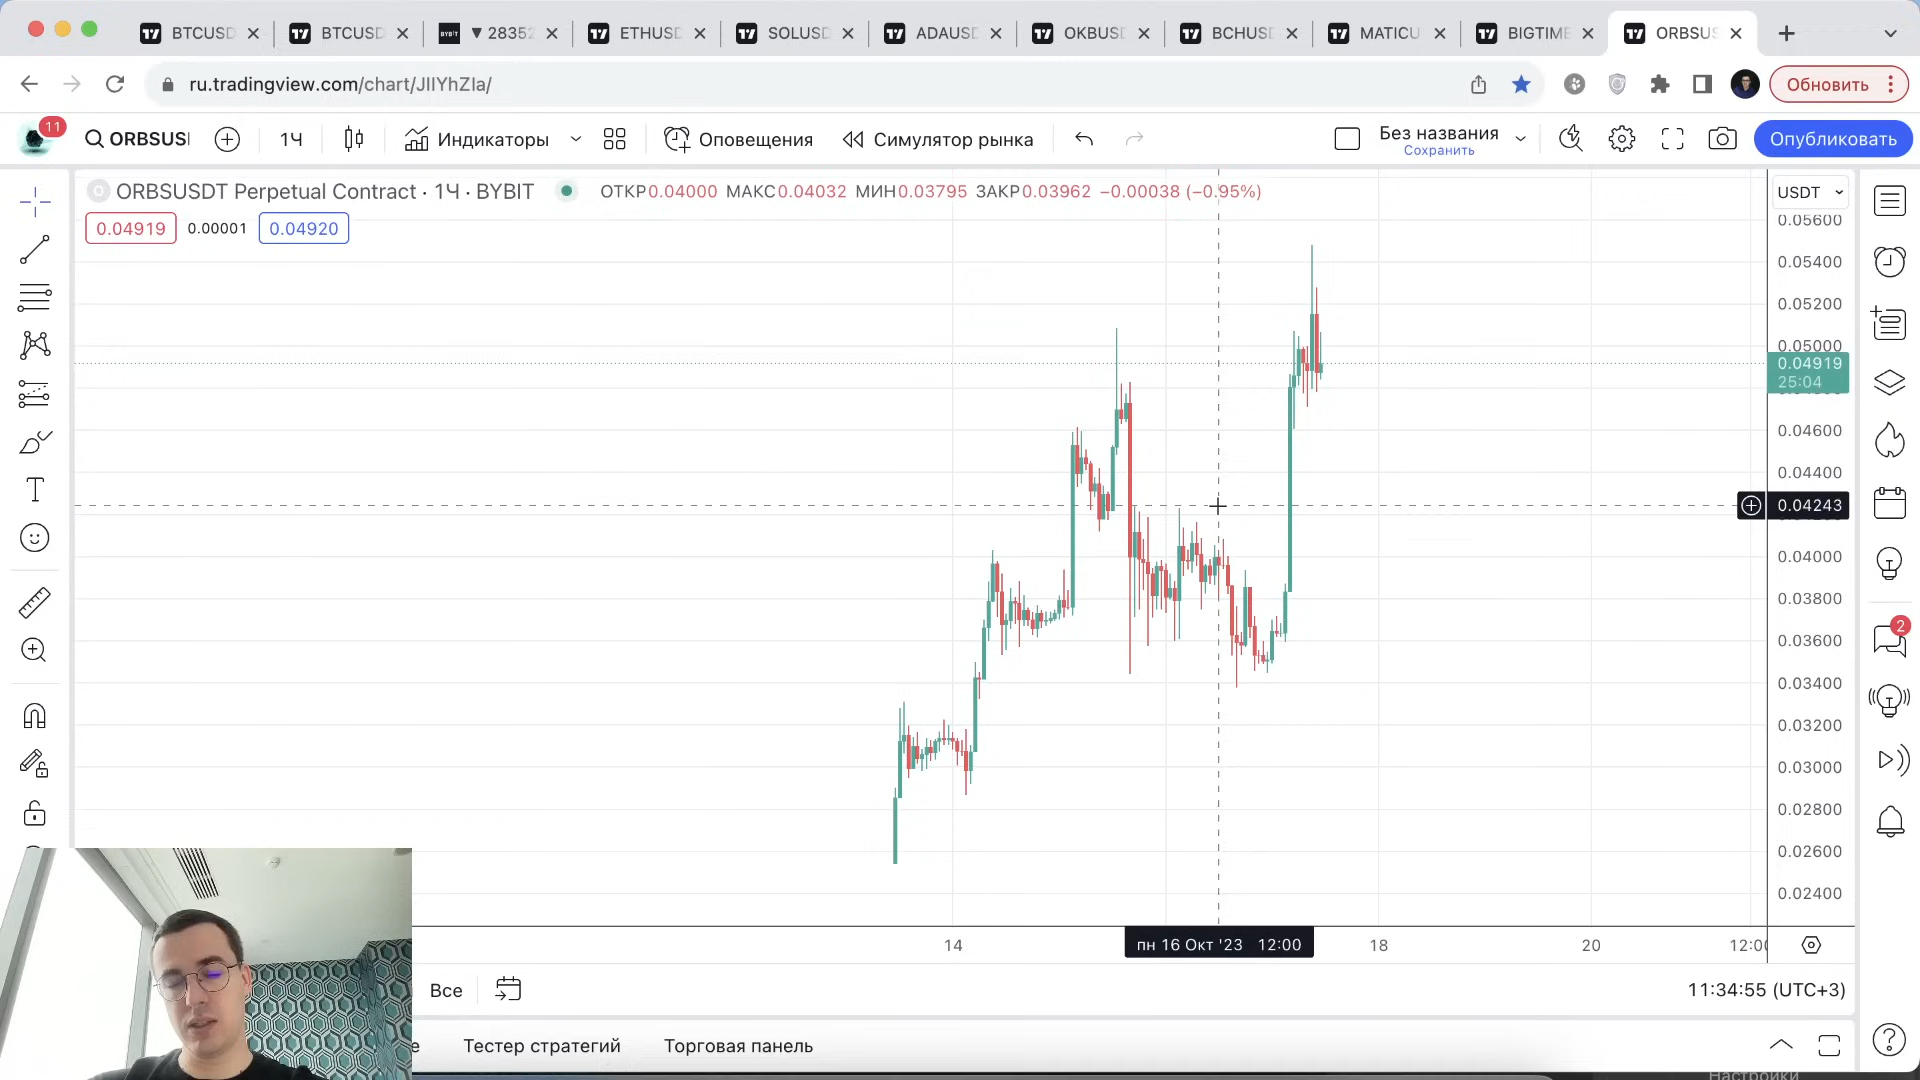 BTCUSD
BTCUSD
BYBIT ▼ 28352
ETHUSD
SOLUSD
ADAUSD
OKBUSD
BCHUSD
MATICU
BIGTIME
ORBSUS
ru.tradingview.com/chart/JIIYhZIa/
Обновить
11
ORBSUSI
1Ч
Индикаторы
Оповещения
Симулятор рынка
Без названия
Сохранить
Опубликовать
ORBSUSDT Perpetual Contract · 1Ч · BYBIT
ОТКР0.04000 МАКС0.04032 МИН0.03795 ЗАКР0.03962 −0.00038 (−0.95%)
USDT
0.04919 0.00001 0.04920
0.05600
0.05400
0.05200
0.05000
0.04919
25:04
0.04600
0.04400
0.04243
0.04000
0.03800
0.03600
0.03400
0.03200
0.03000
0.02800
0.02600
0.02400
2
14
пн 16 Окт '23 12:00
18
20
12:00
Все
11:34:55 (UTC+3)
Тестер стратегий
Торговая панель